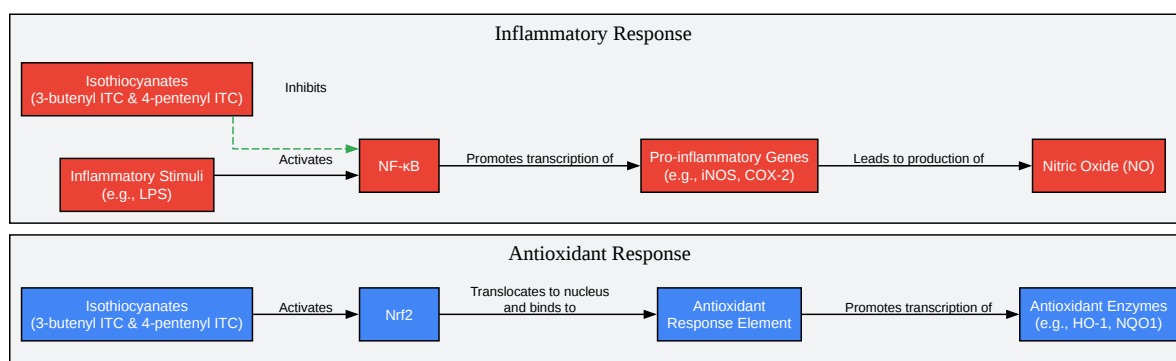 Inflammatory Response
Isothiocyanates
(3-butenyl ITC & 4-pentenyl ITC)
Inhibits
Inflammatory Stimuli
(e.g., LPS)
Activates
NF-κB
Promotes transcription of
Pro-inflammatory Genes
(e.g., iNOS, COX-2)
Leads to production of
Nitric Oxide (NO)
Antioxidant Response
Isothiocyanates
(3-butenyl ITC & 4-pentenyl ITC)
Activates
Nrf2
Translocates to nucleus
and binds to
Antioxidant
Response Element
Promotes transcription of
Antioxidant Enzymes
(e.g., HO-1, NQO1)